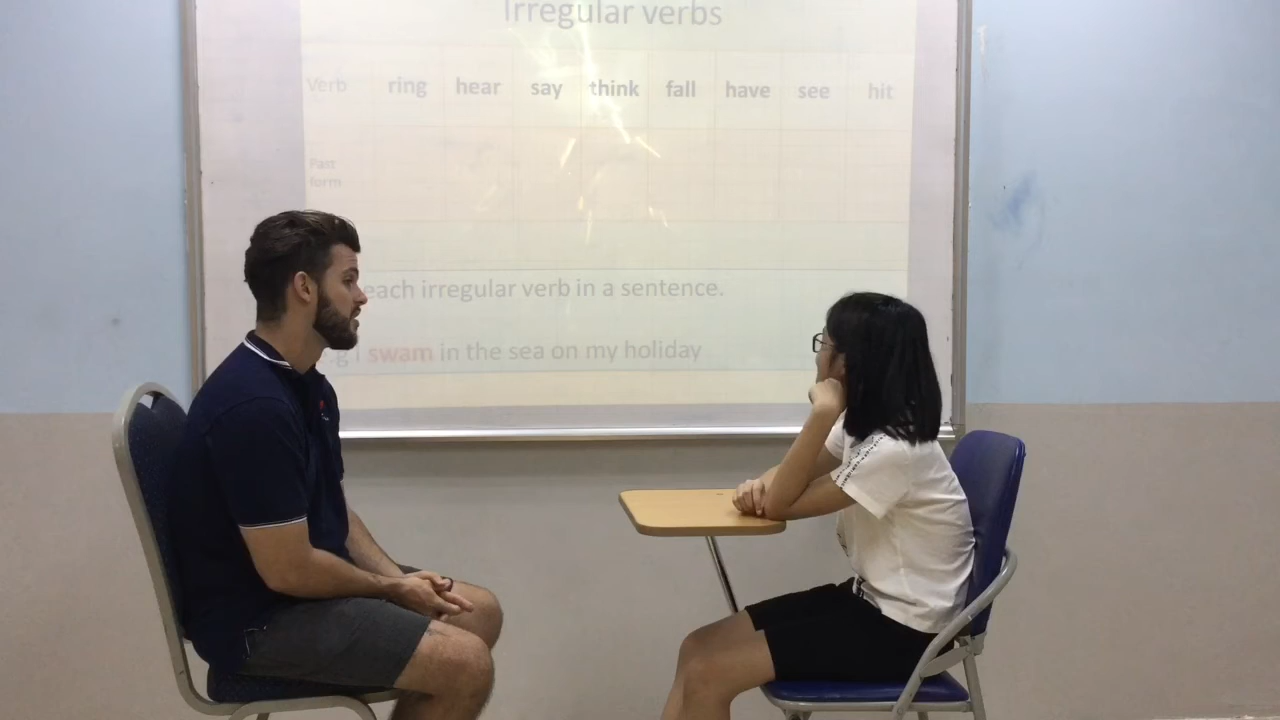 Irregular verbs
Verb ring hear say think fall have see hit
Past
form
each irregular verb in a sentence.
I swam in the sea on my holiday